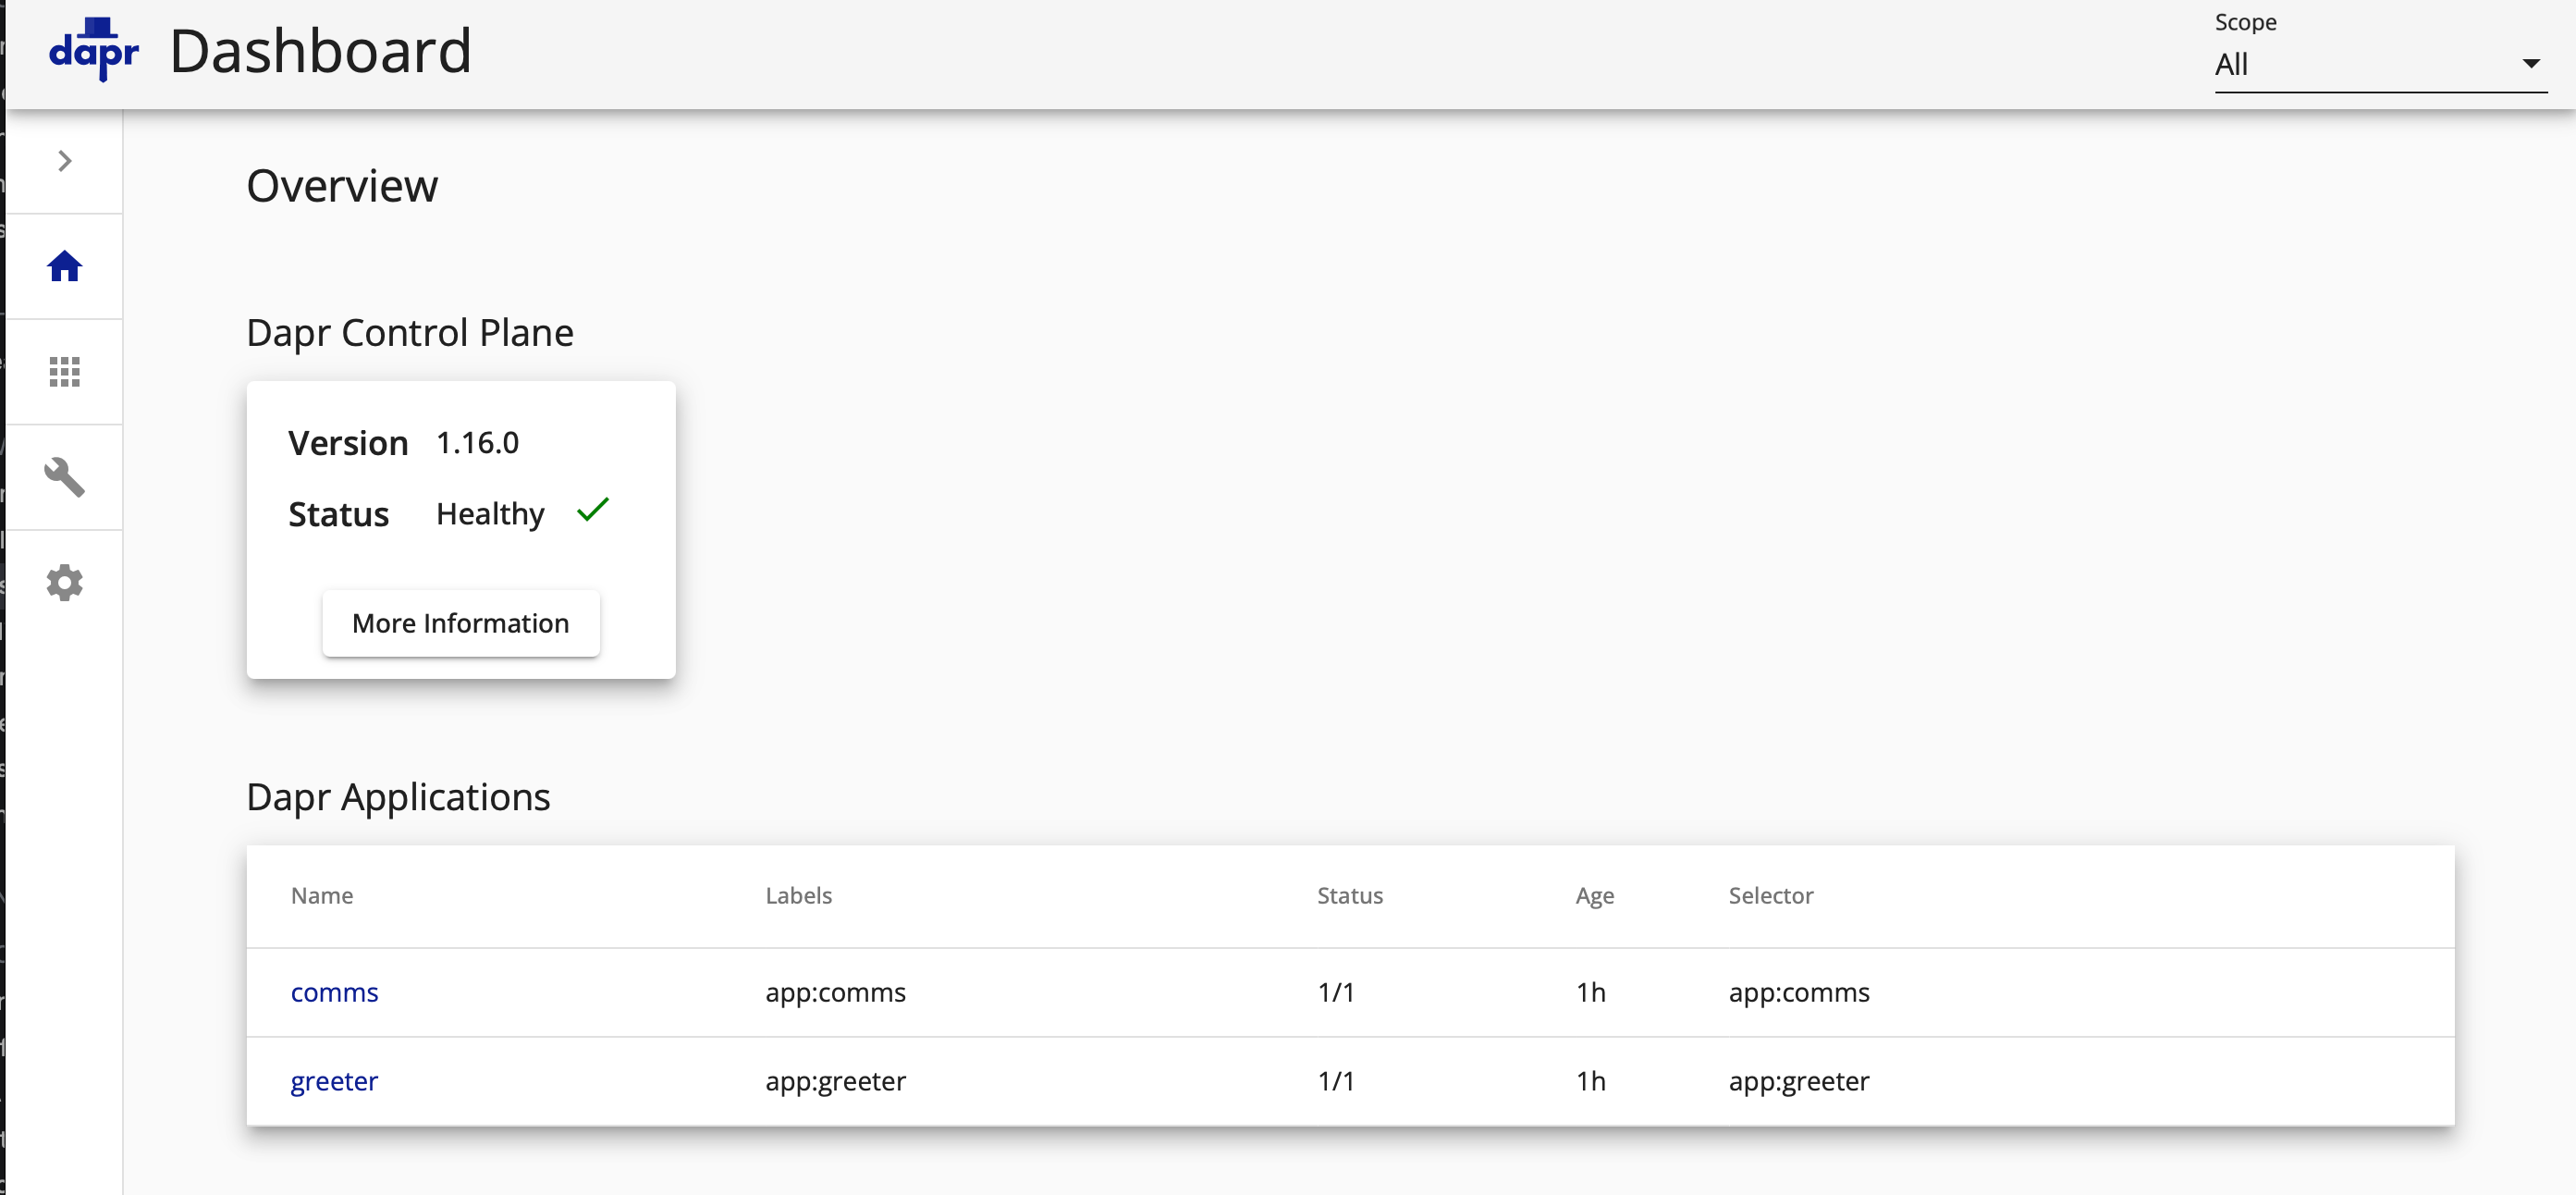 dapr Dashboard
Scope
All
Overview
Dapr Control Plane
Version 1.16.0
Status Healthy
More Information
Dapr Applications
Name Labels Status Age Selector
comms app:comms 1/1 1h app:comms
greeter app:greeter 1/1 1h app:greeter